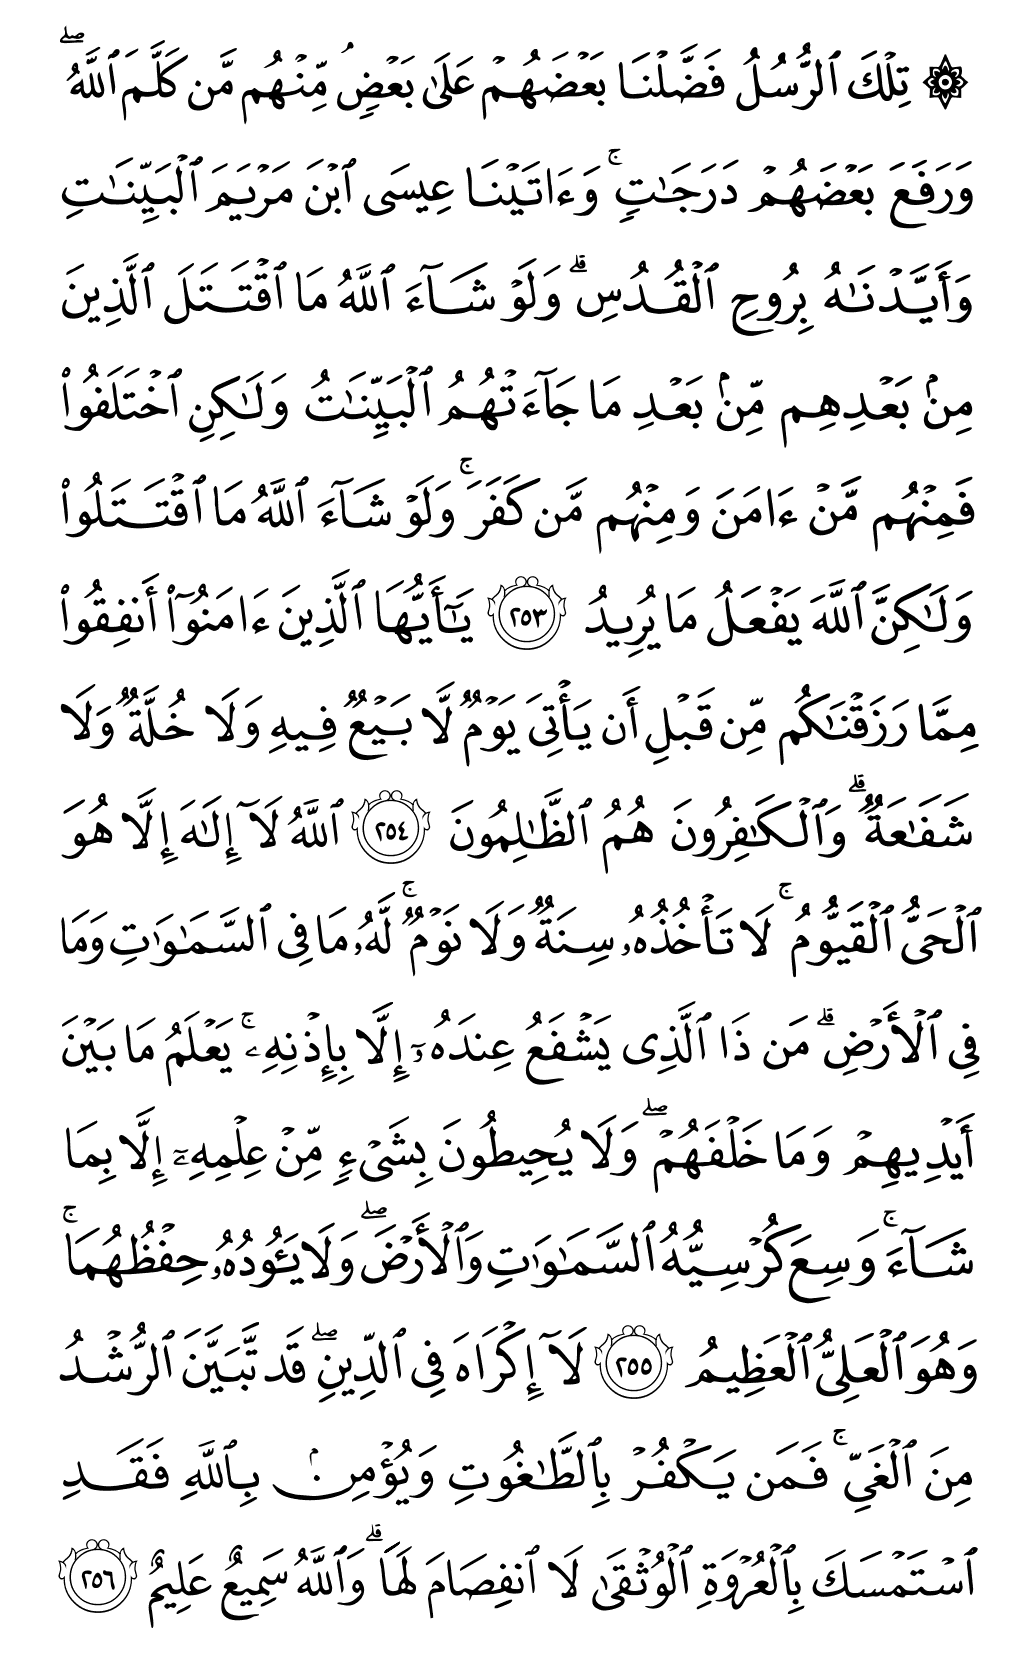 ۞ تِلْكَ ٱلرُّسُلُ فَضَّلْنَا بَعْضَهُمْ عَلَىٰ بَعْضٍۘ مِّنْهُم مَّن كَلَّمَ ٱللَّهُۖ
وَرَفَعَ بَعْضَهُمْ دَرَجَٰتٍۚ وَءَاتَيْنَا عِيسَى ٱبْنَ مَرْيَمَ ٱلْبَيِّنَٰتِ
وَأَيَّدْنَٰهُ بِرُوحِ ٱلْقُدُسِۗ وَلَوْ شَآءَ ٱللَّهُ مَا ٱقْتَتَلَ ٱلَّذِينَ
مِنۢ بَعْدِهِم مِّنۢ بَعْدِ مَا جَآءَتْهُمُ ٱلْبَيِّنَٰتُ وَلَٰكِنِ ٱخْتَلَفُوا۟
فَمِنْهُم مَّنْ ءَامَنَ وَمِنْهُم مَّن كَفَرَۚ وَلَوْ شَآءَ ٱللَّهُ مَا ٱقْتَتَلُوا۟
وَلَٰكِنَّ ٱللَّهَ يَفْعَلُ مَا يُرِيدُ ٢٥٣ يَٰٓأَيُّهَا ٱلَّذِينَ ءَامَنُوٓا۟ أَنفِقُوا۟
مِمَّا رَزَقْنَٰكُم مِّن قَبْلِ أَن يَأْتِىَ يَوْمٌ لَّا بَيْعٌ فِيهِ وَلَا خُلَّةٌ وَلَا
شَفَٰعَةٌۗ وَٱلْكَٰفِرُونَ هُمُ ٱلظَّٰلِمُونَ ٢٥٤ ٱللَّهُ لَآ إِلَٰهَ إِلَّا هُوَ
ٱلْحَىُّ ٱلْقَيُّومُۚ لَا تَأْخُذُهُۥ سِنَةٌ وَلَا نَوْمٌۚ لَّهُۥ مَا فِى ٱلسَّمَٰوَٰتِ وَمَا
فِى ٱلْأَرْضِۗ مَن ذَا ٱلَّذِى يَشْفَعُ عِندَهُۥٓ إِلَّا بِإِذْنِهِۦۚ يَعْلَمُ مَا بَيْنَ
أَيْدِيهِمْ وَمَا خَلْفَهُمْۖ وَلَا يُحِيطُونَ بِشَىْءٍ مِّنْ عِلْمِهِۦٓ إِلَّا بِمَا
شَآءَۚ وَسِعَ كُرْسِيُّهُ ٱلسَّمَٰوَٰتِ وَٱلْأَرْضَۖ وَلَا يَـُٔودُهُۥ حِفْظُهُمَاۚ
وَهُوَ ٱلْعَلِىُّ ٱلْعَظِيمُ ٢٥٥ لَآ إِكْرَاهَ فِى ٱلدِّينِۖ قَد تَّبَيَّنَ ٱلرُّشْدُ
مِنَ ٱلْغَىِّۚ فَمَن يَكْفُرْ بِٱلطَّٰغُوتِ وَيُؤْمِنۢ بِٱللَّهِ فَقَدِ
ٱسْتَمْسَكَ بِٱلْعُرْوَةِ ٱلْوُثْقَىٰ لَا ٱنفِصَامَ لَهَاۗ وَٱللَّهُ سَمِيعٌ عَلِيمٌ ٢٥٦